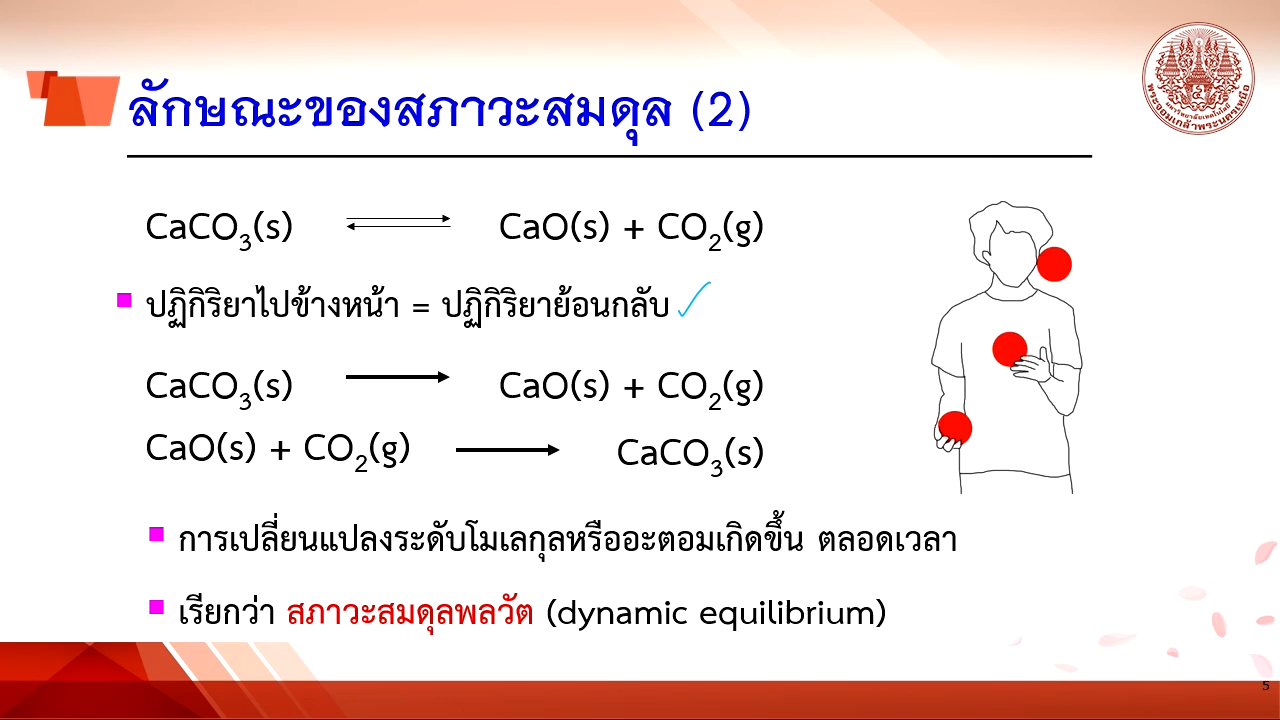 ลักษณะของสภาวะสมดุล (2)
CaCO₃(s) ⇌ CaO(s) + CO₂(g)
ปฏิกิริยาไปข้างหน้า = ปฏิกิริยาย้อนกลับ ✓
CaCO₃(s) → CaO(s) + CO₂(g)
CaO(s) + CO₂(g) → CaCO₃(s)
การเปลี่ยนแปลงระดับโมเลกุลหรืออะตอมเกิดขึ้น ตลอดเวลา
เรียกว่า สภาวะสมดุลพลวัต (dynamic equilibrium)
5